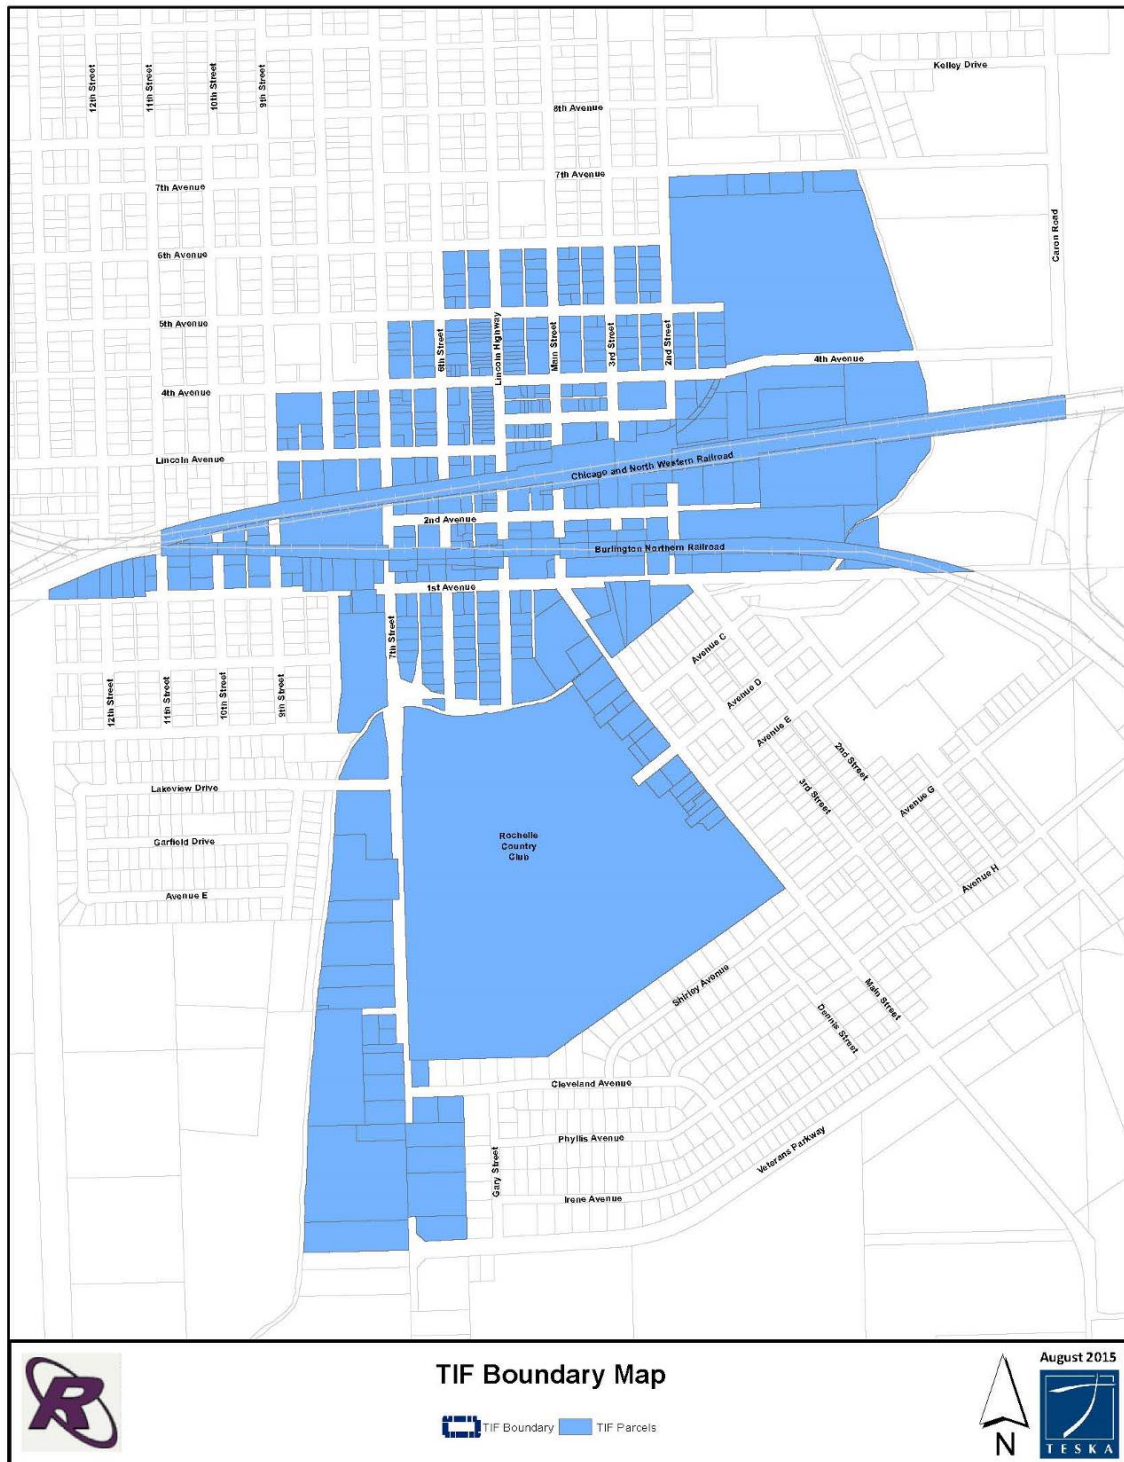 Kelley Drive
12th Street
11th Street
10th Street
9th Street
8th Avenue
7th Avenue
7th Avenue
Caron Road
6th Avenue
5th Avenue
6th Street
Lincoln Highway
Main Street
3rd Street
2nd Street
4th Avenue
4th Avenue
Lincoln Avenue
Chicago and North Western Railroad
2nd Avenue
Burlington Northern Railroad
1st Avenue
7th Street
Avenue C
12th Street
11th Street
10th Street
9th Street
Avenue D
Avenue E
2nd Street
3rd Street
Lakeview Drive
Avenue G
Garfield Drive
Rochelle
Country
Club
Avenue E
Avenue H
Shirley Avenue
Main Street
Dennis Street
Cleveland Avenue
Phyllis Avenue
Veterans Parkway
Gary Street
Irene Avenue
R
TIF Boundary Map
TIF Boundary
TIF Parcels
N
August 2015
TESKA